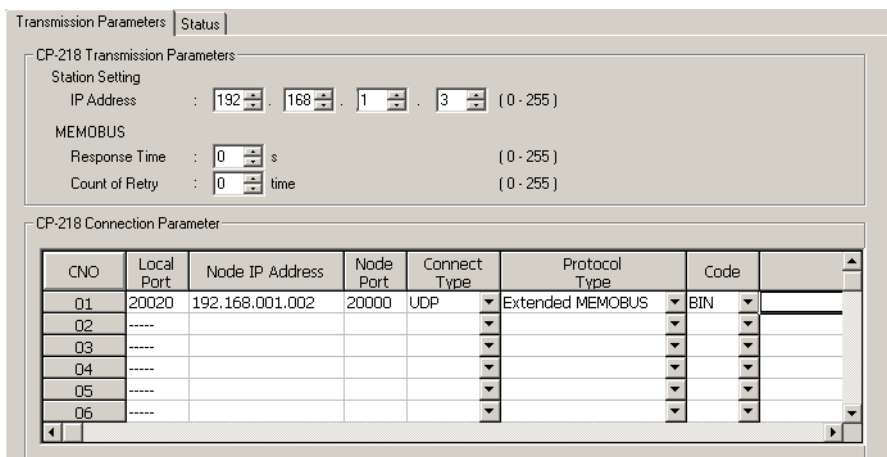 Transmission Parameters Status
CP-218 Transmission Parameters
Station Setting
IP Address : 192 . 168 . 1 . 3 ( 0 - 255 )
MEMOBUS
Response Time : 0 s ( 0 - 255 )
Count of Retry : 0 time ( 0 - 255 )
CP-218 Connection Parameter
CNO Local Port Node IP Address Node Port Connect Type Protocol Type Code
01 20020 192.168.001.002 20000 UDP Extended MEMOBUS BIN
02 -----
03 -----
04 -----
05 -----
06 -----